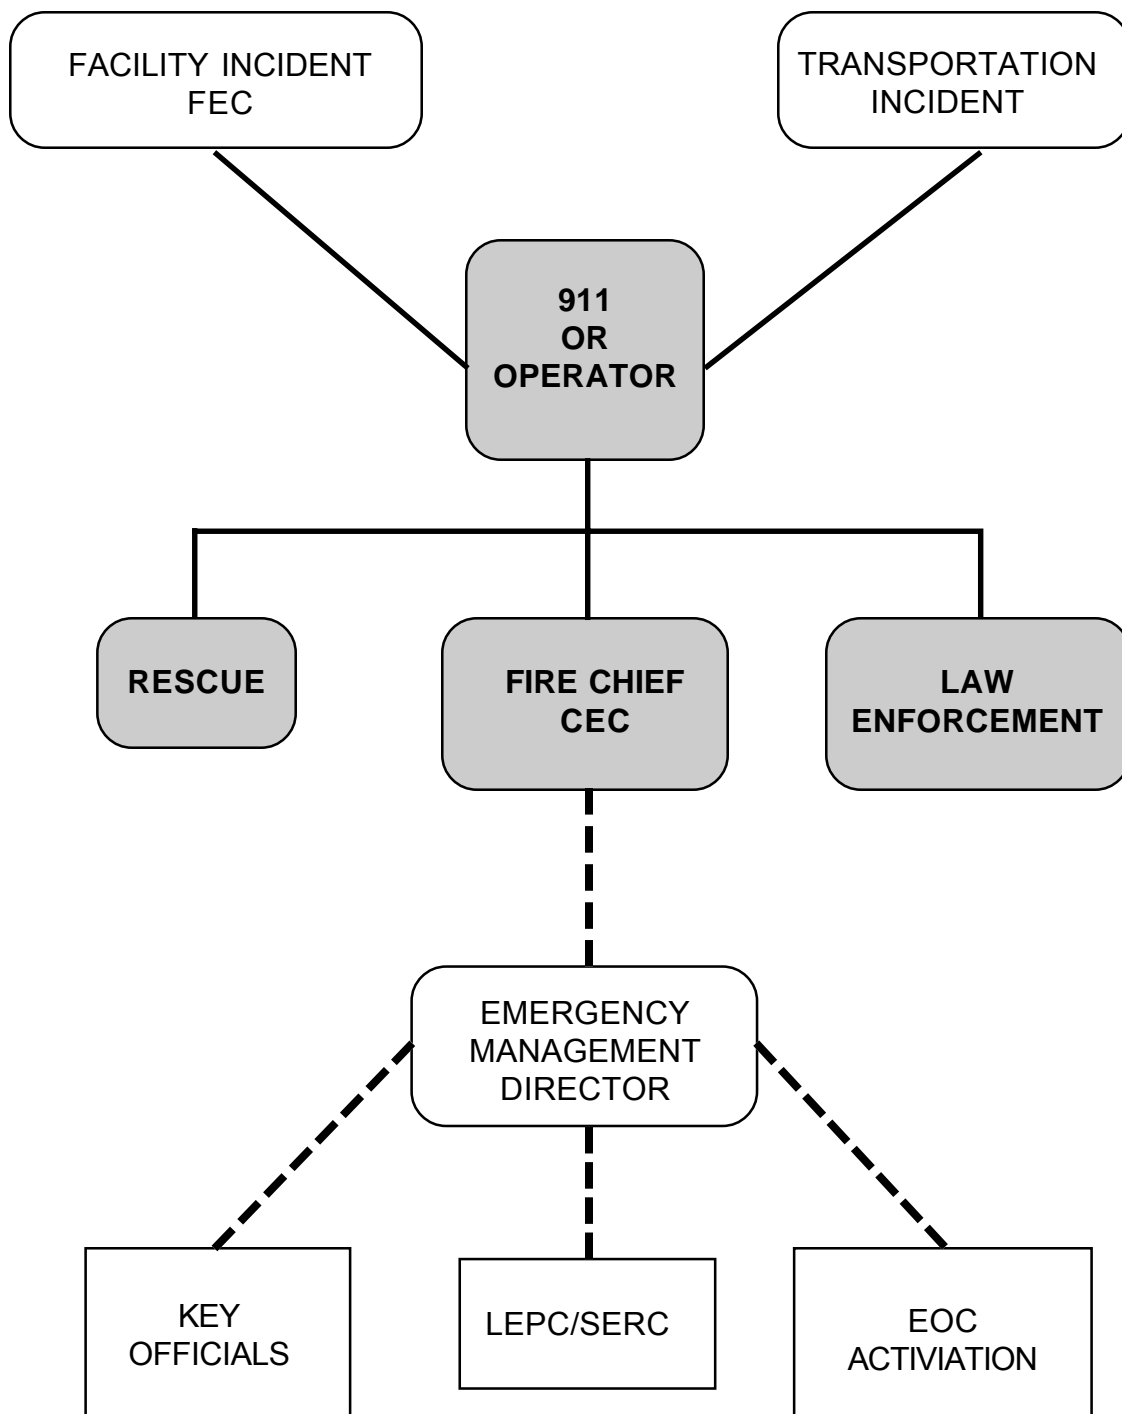 FACILITY INCIDENT
FEC
TRANSPORTATION
INCIDENT
911
OR
OPERATOR
RESCUE
FIRE CHIEF
CEC
LAW
ENFORCEMENT
EMERGENCY
MANAGEMENT
DIRECTOR
KEY
OFFICIALS
LEPC/SERC
EOC
ACTIVIATION